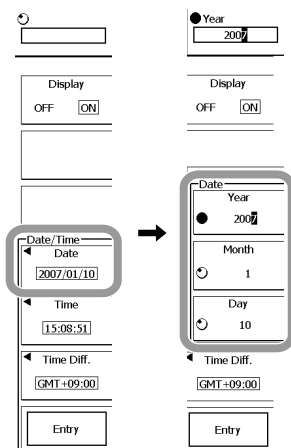 Display
OFF ON
Date/Time
Date
2007/01/10
Time
15:08:51
Time Diff.
GMT+09:00
Entry
Year
2007
Display
OFF ON
Date
Year
2007
Month
1
Day
10
Time Diff.
GMT+09:00
Entry